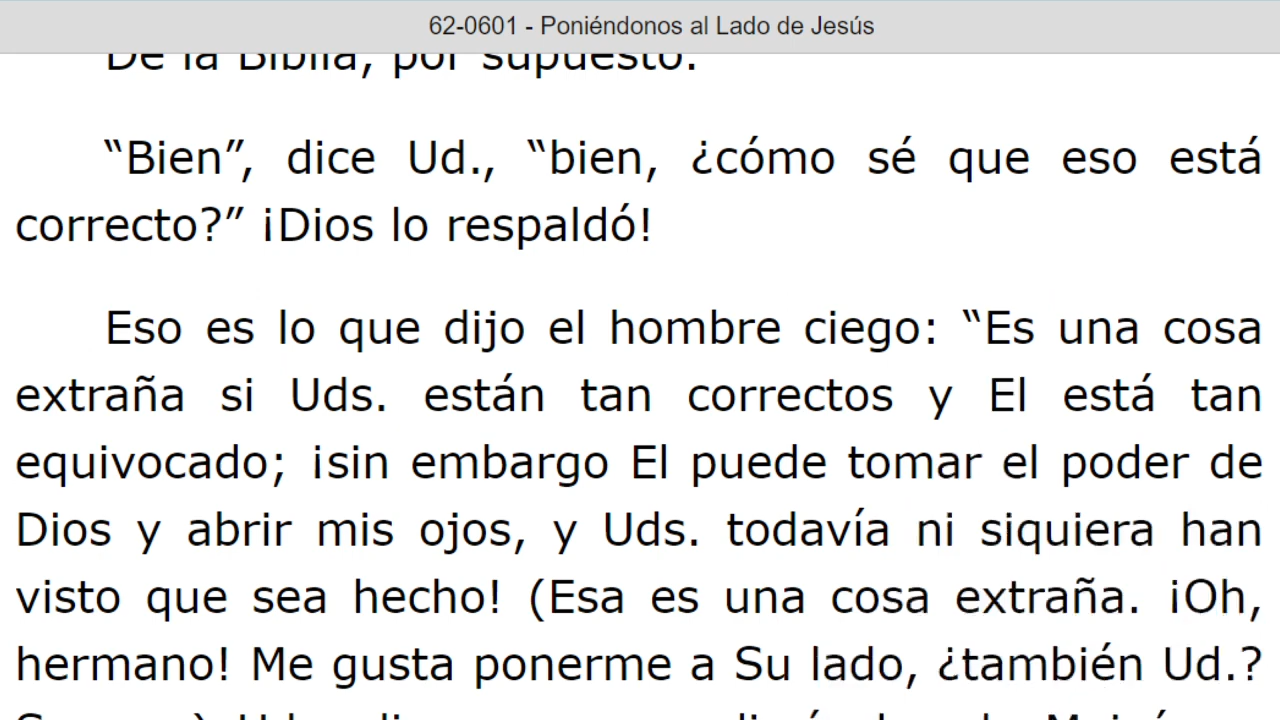 62-0601 - Poniéndonos al Lado de Jesús
De la Biblia, por supuesto.
“Bien”, dice Ud., “bien, ¿cómo sé que eso está
correcto?” ¡Dios lo respaldó!
Eso es lo que dijo el hombre ciego: “Es una cosa
extraña si Uds. están tan correctos y El está tan
equivocado; ¡sin embargo El puede tomar el poder de
Dios y abrir mis ojos, y Uds. todavía ni siquiera han
visto que sea hecho! (Esa es una cosa extraña. ¡Oh,
hermano! Me gusta ponerme a Su lado, ¿también Ud.?